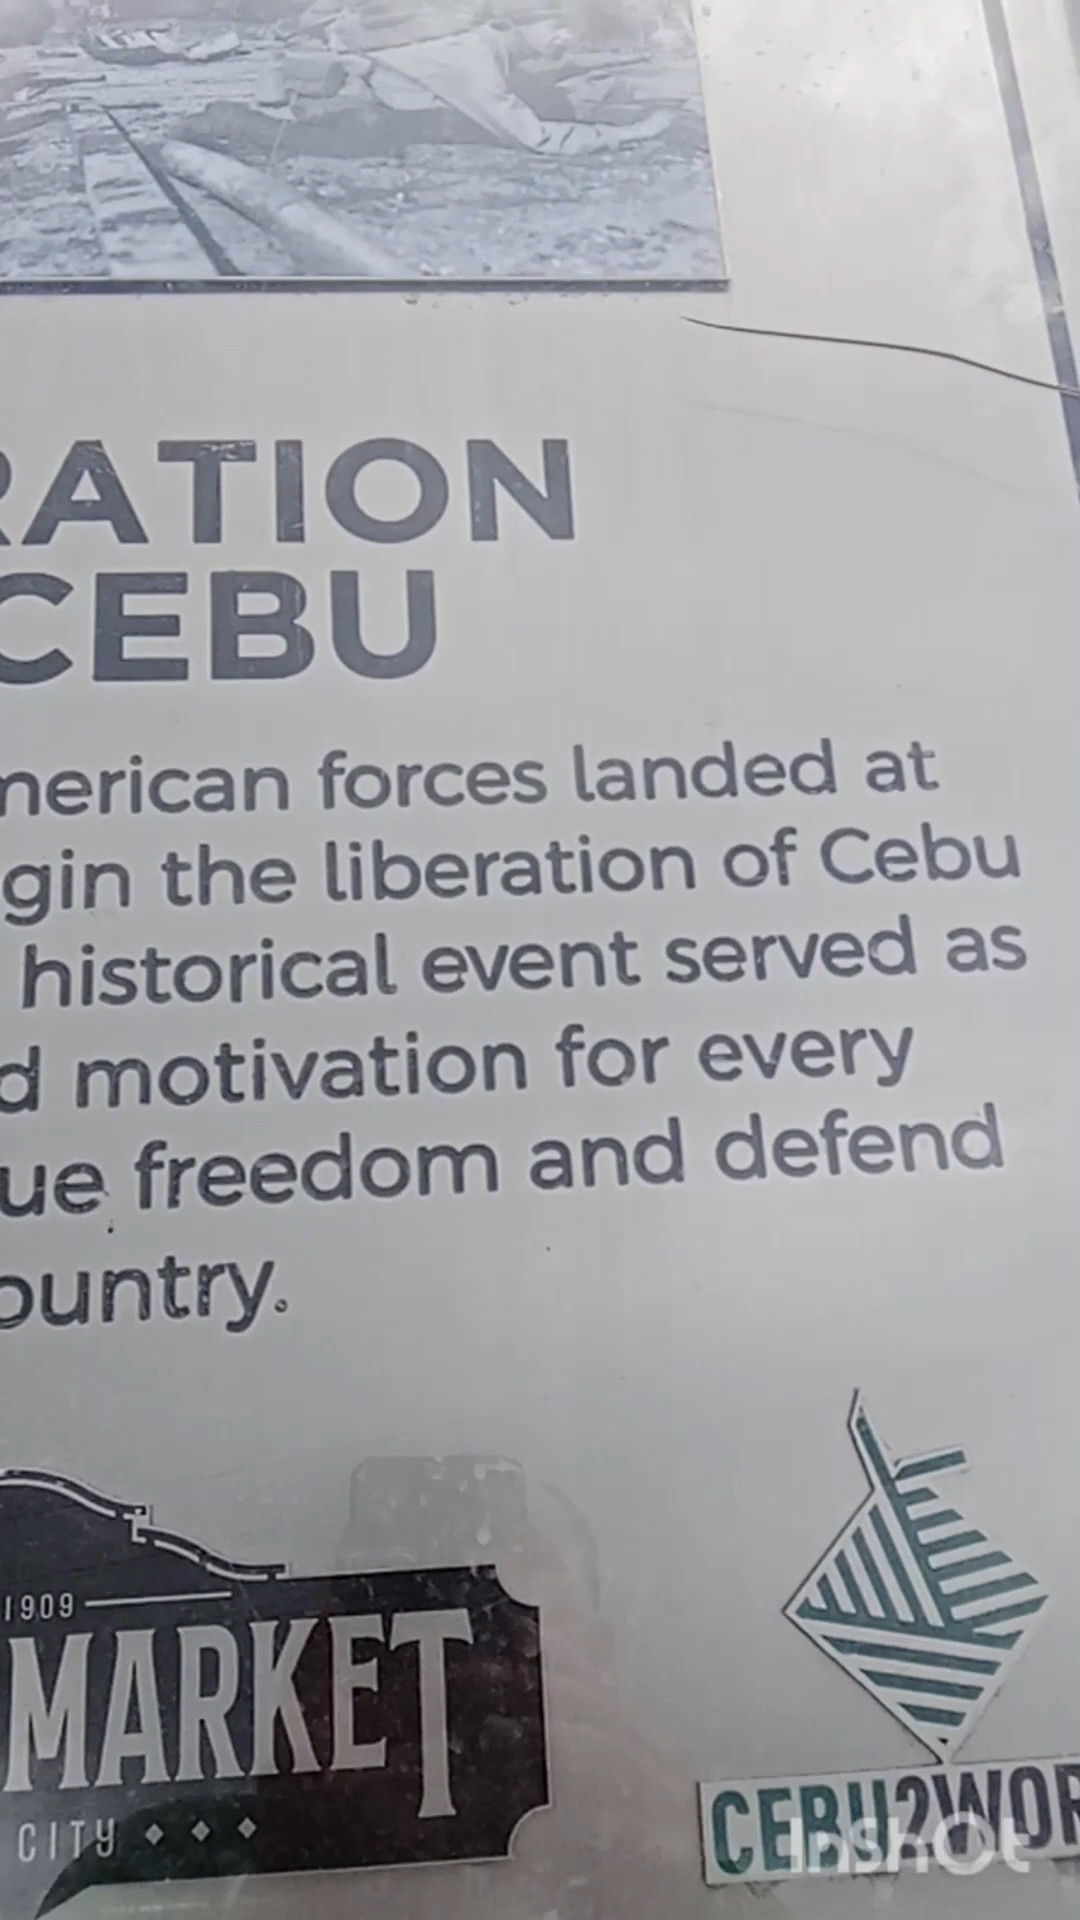 RATION
CEBU
merican forces landed at
gin the liberation of Cebu
historical event served as
d motivation for every
ue freedom and defend
ountry.
1909
MARKET
CITY
CEBU2WOR
InShOt